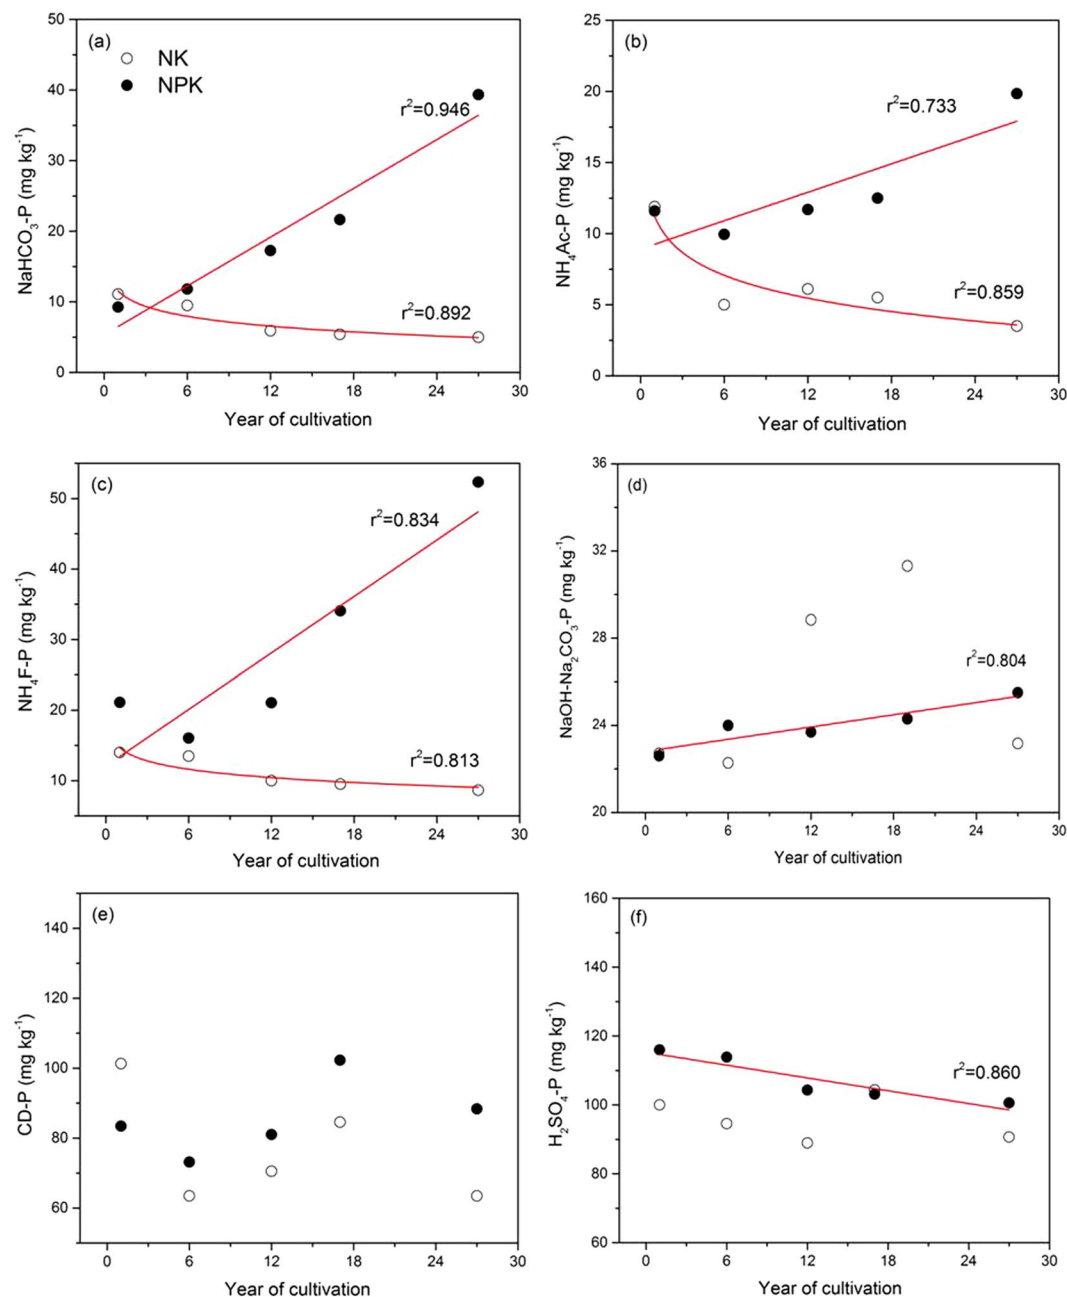 (a)
NK
NPK
r²=0.946
r²=0.892
NaHCO₃-P (mg kg⁻¹)
50
40
30
20
10
0
0 6 12 18 24 30
Year of cultivation
(b)
r²=0.733
r²=0.859
NH₄Ac-P (mg kg⁻¹)
25
20
15
10
5
0
0 6 12 18 24 30
Year of cultivation
(c)
r²=0.834
r²=0.813
NH₄F-P (mg kg⁻¹)
50
40
30
20
10
0 6 12 18 24 30
Year of cultivation
(d)
r²=0.804
NaOH-Na₂CO₃-P (mg kg⁻¹)
36
32
28
24
20
0 6 12 18 24 30
Year of cultivation
(e)
CD-P (mg kg⁻¹)
140
120
100
80
60
0 6 12 18 24 30
Year of cultivation
(f)
r²=0.860
H₂SO₄-P (mg kg⁻¹)
160
140
120
100
80
60
0 6 12 18 24 30
Year of cultivation